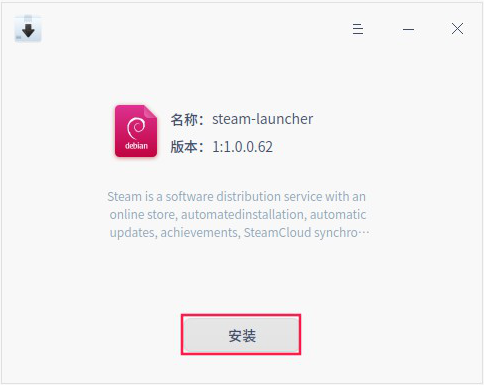 名称：steam-launcher
debian
版本：1:1.0.0.62
Steam is a software distribution service with an
online store, automatedinstallation, automatic
updates, achievements, SteamCloud synchro…
安装